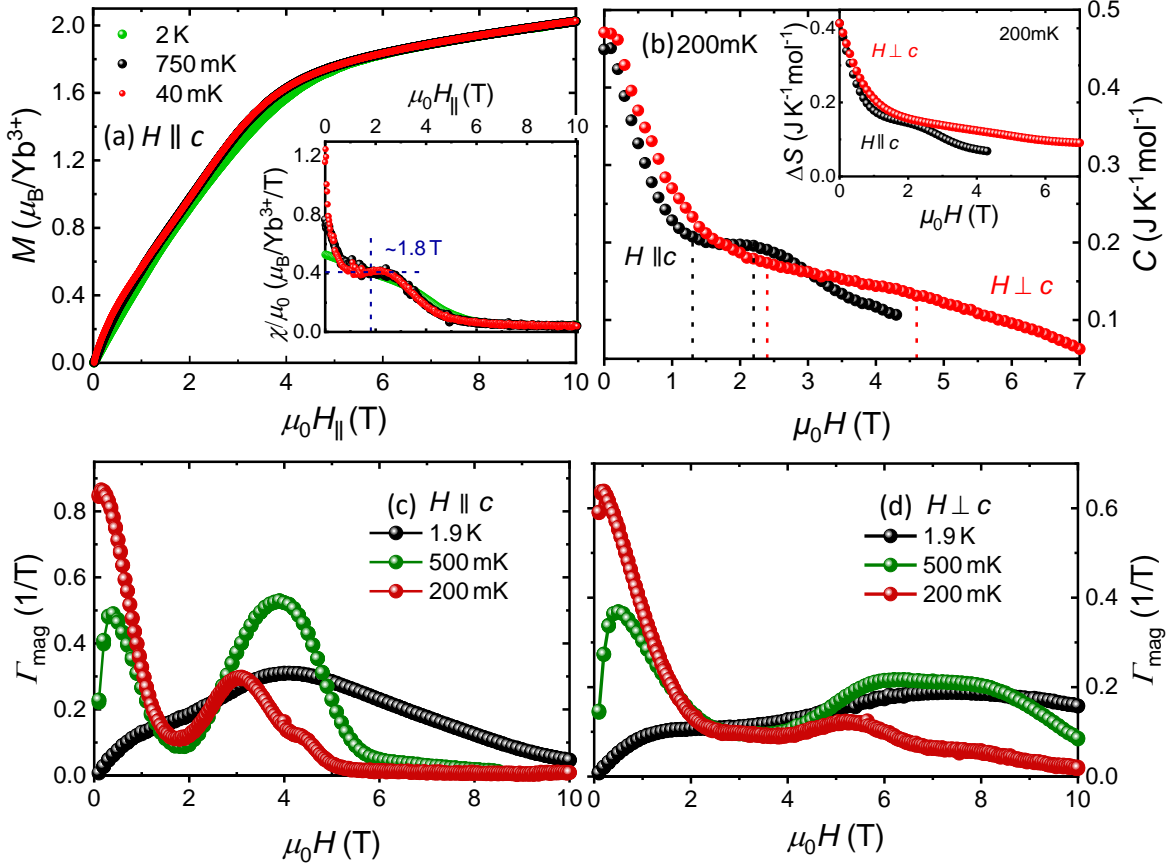 2.0
1.6
1.2
0.8
0.4
0.0
M (μB/Yb³⁺)
2 K
750 mK
40 mK
(a) H ∥ c
μ₀H∥(T)
0 2 4 6 8 10
1.2
0.8
0.4
0.0
χ/μ₀ (μB/Yb³⁺/T)
~1.8 T
0 2 4 6 8 10
μ₀H∥(T)
(b) 200mK
0.4
0.2
0.0
ΔS (J K⁻¹mol⁻¹)
200mK
H ⊥ c
H∥ c
0 2 4 6
μ₀H (T)
H ∥c
H ⊥ c
0.5
0.4
0.3
0.2
0.1
C (J K⁻¹mol⁻¹)
0 1 2 3 4 5 6 7
μ₀H (T)
(c) H ∥ c
1.9 K
500 mK
200 mK
0.8
0.6
0.4
0.2
0.0
Γmag (1/T)
0 2 4 6 8 10
μ₀H (T)
(d) H ⊥ c
1.9 K
500 mK
200 mK
0.6
0.4
0.2
0.0
Γmag (1/T)
0 2 4 6 8 10
μ₀H (T)